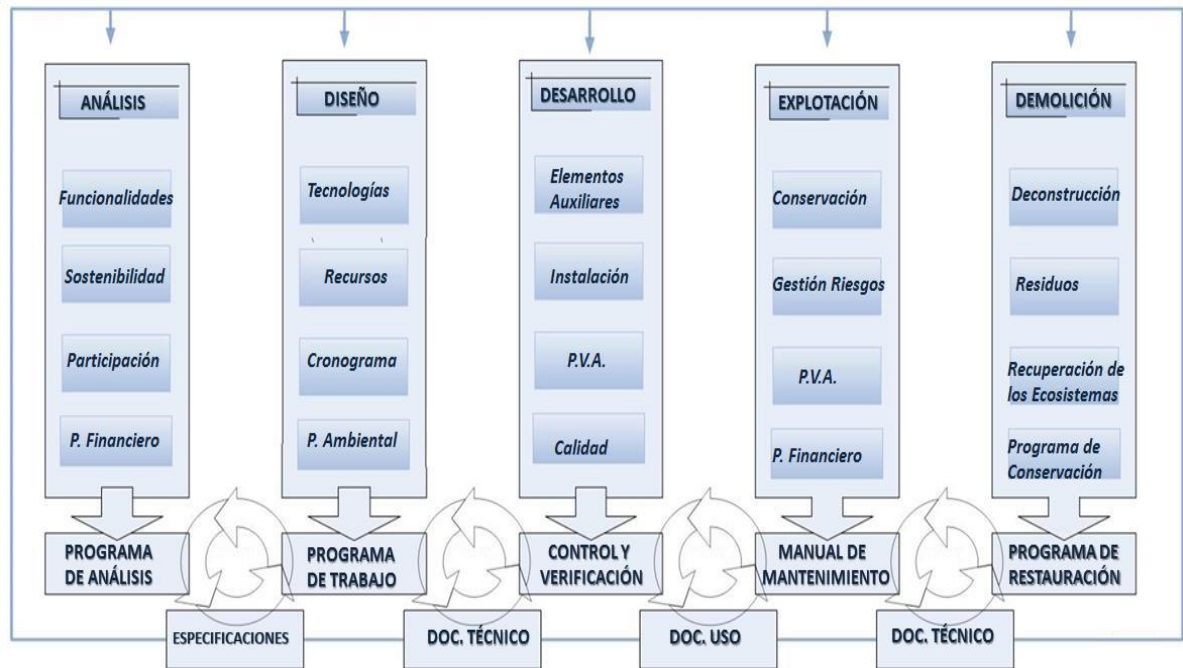 ANÁLISIS
Funcionalidades
Sostenibilidad
Participación
P. Financiero
PROGRAMA
DE ANÁLISIS
DISEÑO
Tecnologías
Recursos
Cronograma
P. Ambiental
PROGRAMA
DE TRABAJO
DESARROLLO
Elementos
Auxiliares
Instalación
P.V.A.
Calidad
CONTROL Y
VERIFICACIÓN
EXPLOTACIÓN
Conservación
Gestión Riesgos
P.V.A.
P. Financiero
MANUAL DE
MANTENIMIENTO
DEMOLICIÓN
Deconstrucción
Residuos
Recuperación de
los Ecosistemas
Programa de
Conservación
PROGRAMA DE
RESTAURACIÓN
ESPECIFICACIONES
DOC. TÉCNICO
DOC. USO
DOC. TÉCNICO